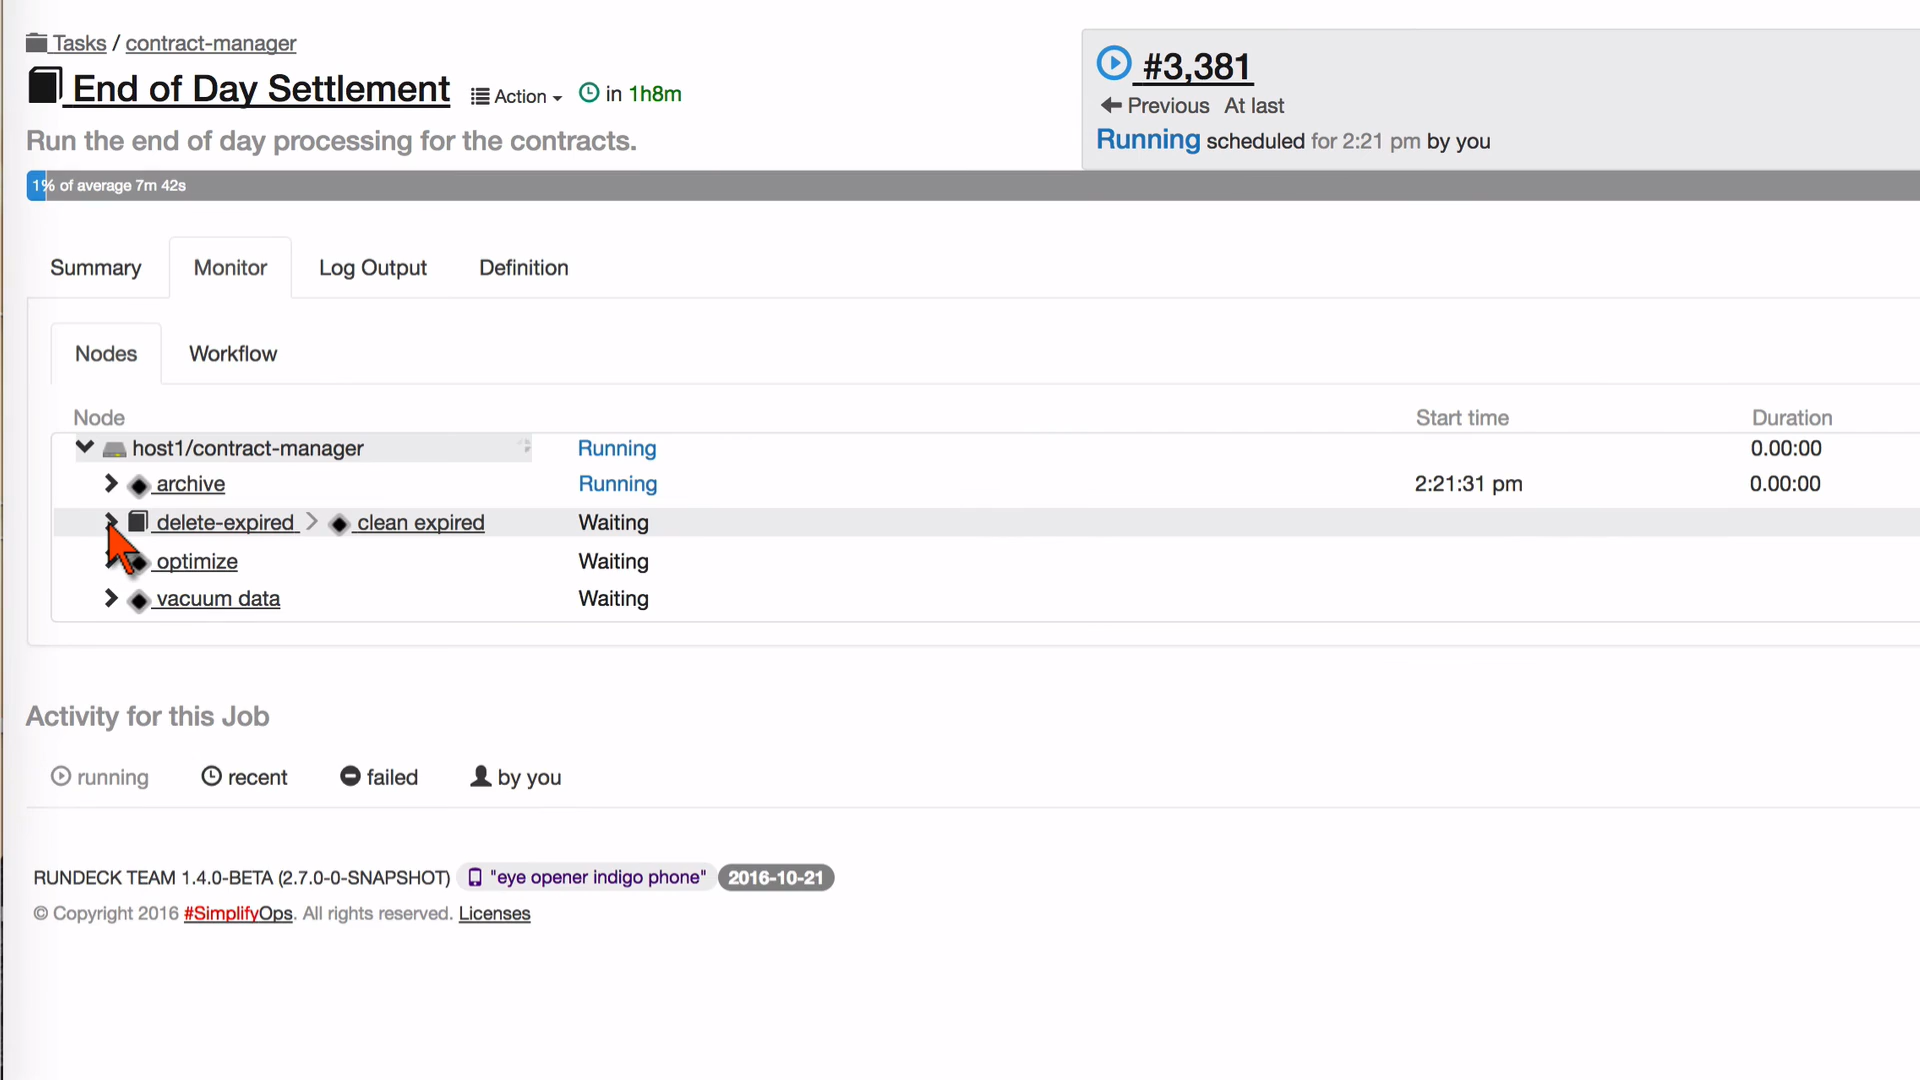 Tasks / contract-manager
End of Day Settlement Action in 1h8m
Run the end of day processing for the contracts.
#3,381
Previous At last
Running scheduled for 2:21 pm by you
1% of average 7m 42s
Summary Monitor Log Output Definition
Nodes Workflow
Node Start time Duration
host1/contract-manager Running 0.00:00
archive Running 2:21:31 pm 0.00:00
delete-expired clean expired Waiting
optimize Waiting
vacuum data Waiting
Activity for this Job
running recent failed by you
RUNDECK TEAM 1.4.0-BETA (2.7.0-0-SNAPSHOT) "eye opener indigo phone" 2016-10-21
© Copyright 2016 #SimplifyOps. All rights reserved. Licenses